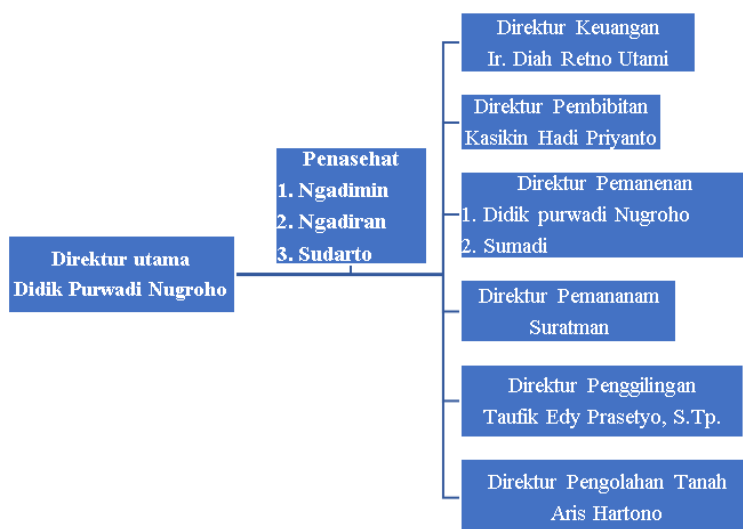 Direktur utama
Didik Purwadi Nugroho
Penasehat
1. Ngadimin
2. Ngadiran
3. Sudarto
Direktur Keuangan
Ir. Diah Retno Utami
Direktur Pembibitan
Kasikin Hadi Priyanto
Direktur Pemanenan
1. Didik purwadi Nugroho
2. Sumadi
Direktur Pemananam
Suratman
Direktur Penggilingan
Taufik Edy Prasetyo, S.Tp.
Direktur Pengolahan Tanah
Aris Hartono